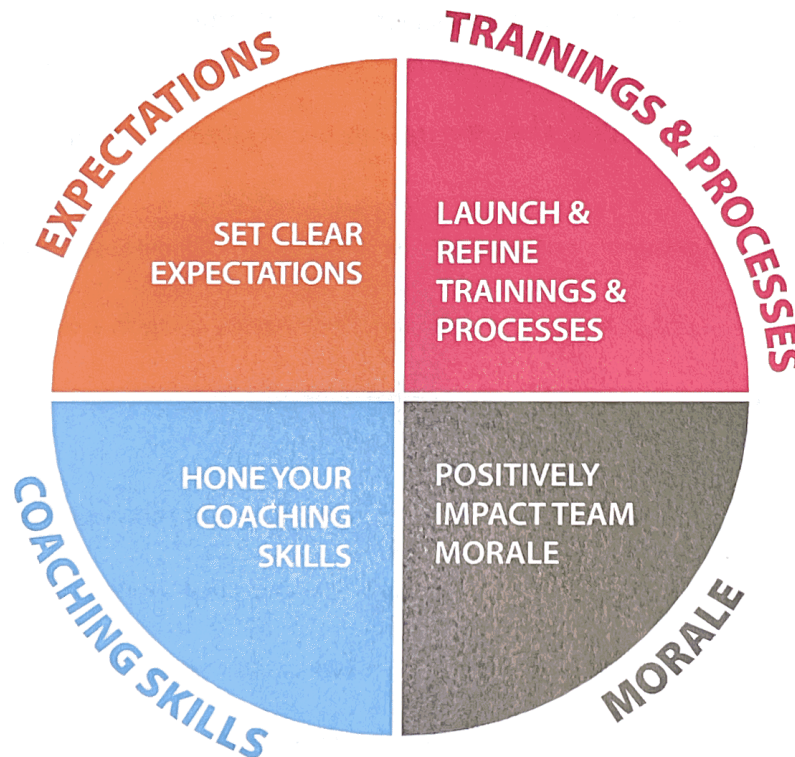 EXPECTATIONS
TRAININGS & PROCESSES
SET CLEAR
EXPECTATIONS
LAUNCH &
REFINE
TRAININGS &
PROCESSES
HONE YOUR
COACHING
SKILLS
POSITIVELY
IMPACT TEAM
MORALE
COACHING SKILLS
MORALE